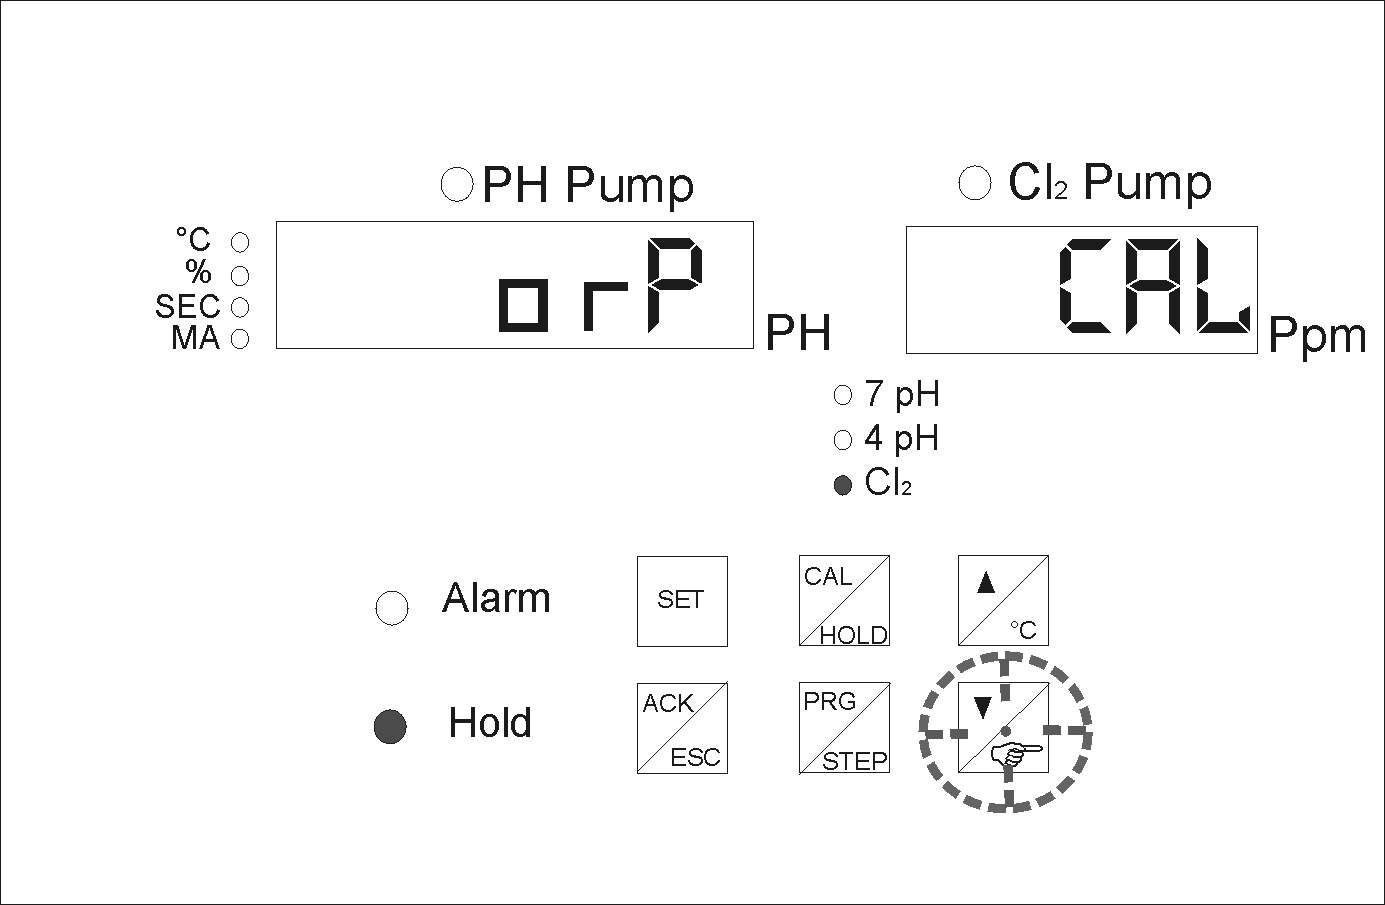 PH Pump
Cl₂ Pump
°C
%
SEC
MA
orP
PH
CAL
Ppm
7 pH
4 pH
Cl₂
Alarm
SET
CAL
HOLD
°C
Hold
ACK
ESC
PRG
STEP